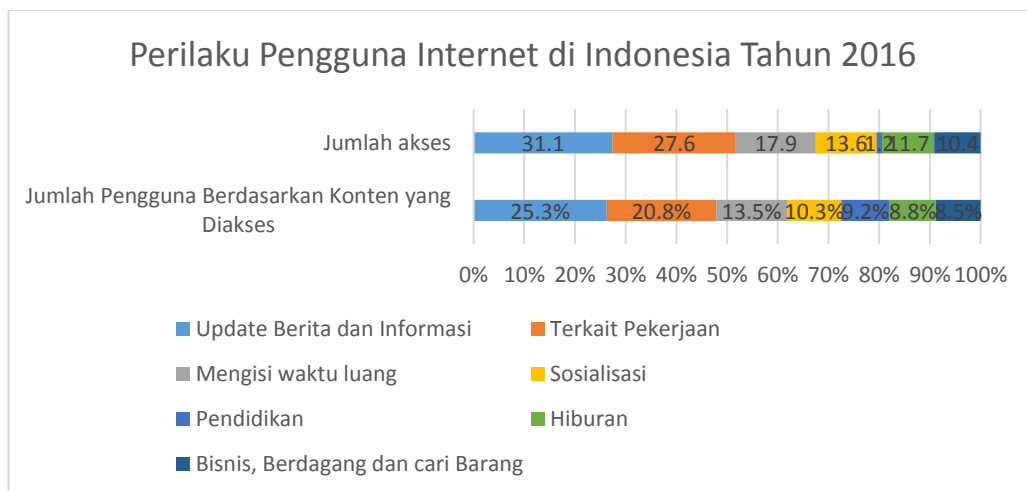 Perilaku Pengguna Internet di Indonesia Tahun 2016
Jumlah akses
31.1 27.6 17.9 13.6 1.2 11.7 10.4
Jumlah Pengguna Berdasarkan Konten yang
Diakses
25.3% 20.8% 13.5% 10.3% 9.2% 8.8% 8.5%
0% 10% 20% 30% 40% 50% 60% 70% 80% 90% 100%
Update Berita dan Informasi Terkait Pekerjaan
Mengisi waktu luang Sosialisasi
Pendidikan Hiburan
Bisnis, Berdagang dan cari Barang